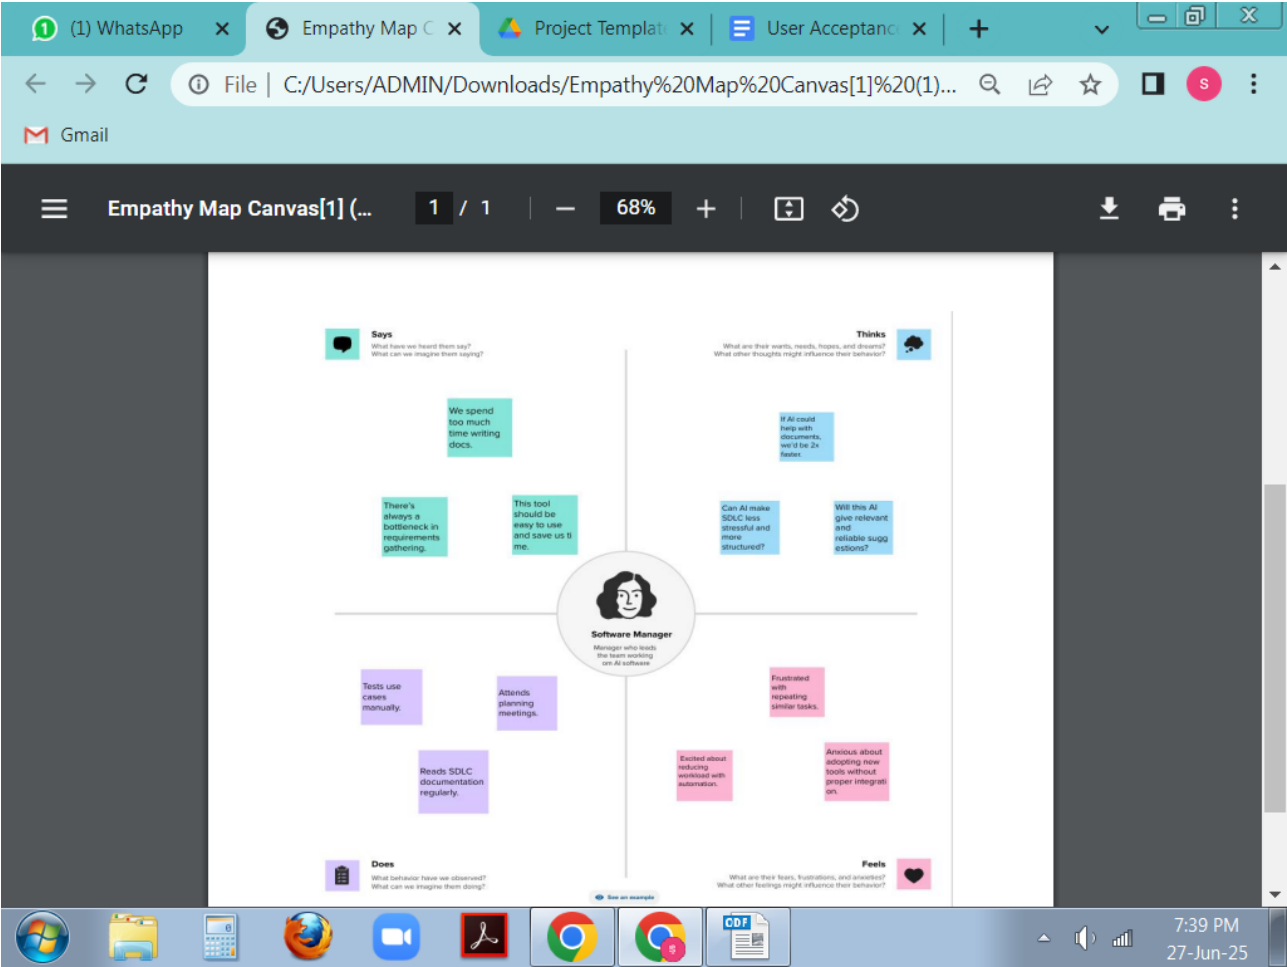 1 (1) WhatsApp
Empathy Map C
Project Templat
User Acceptanc
File | C:/Users/ADMIN/Downloads/Empathy%20Map%20Canvas[1]%20(1)...
S
Gmail
Empathy Map Canvas[1] (...
1 / 1
68%
Says
What have we heard them say?
What can we imagine them saying?
Thinks
What are their wants, needs, hopes, and dreams?
What other thoughts might influence their behavior?
We spend
too much
time writing
docs.
There's
always a
bottleneck in
requirements
gathering.
This tool
should be
easy to use
and save us ti
me.
If AI could
help with
documents,
we'd be 2x
faster.
Can AI make
SDLC less
stressful and
more
structured?
Will this AI
give relevant
and
reliable sugg
estions?
Software Manager
Manager who leads
the team working
om AI software
Tests use
cases
manually.
Attends
planning
meetings.
Reads SDLC
documentation
regularly.
Frustrated
with
repeating
similar tasks.
Excited about
reducing
workload with
automation.
Anxious about
adopting new
tools without
proper integrati
on.
Does
What behavior have we observed?
What can we imagine them doing?
Feels
What are their fears, frustrations, and anxieties?
What other feelings might influence their behavior?
See an example
ODF
S
7:39 PM
27-Jun-25